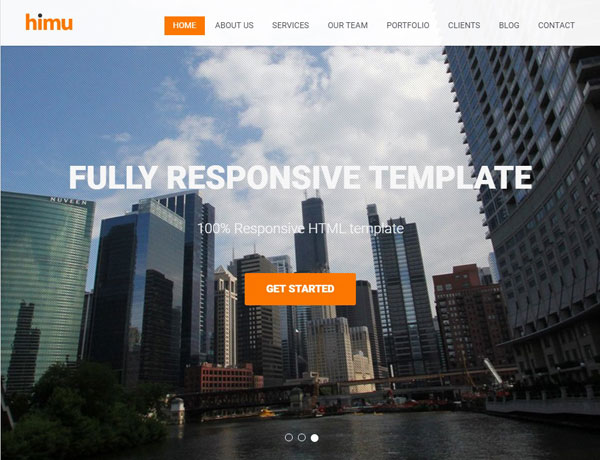 himu
HOME ABOUT US SERVICES OUR TEAM PORTFOLIO CLIENTS BLOG CONTACT
NUVEEN
FULLY RESPONSIVE TEMPLATE
100% Responsive HTML template
GET STARTED